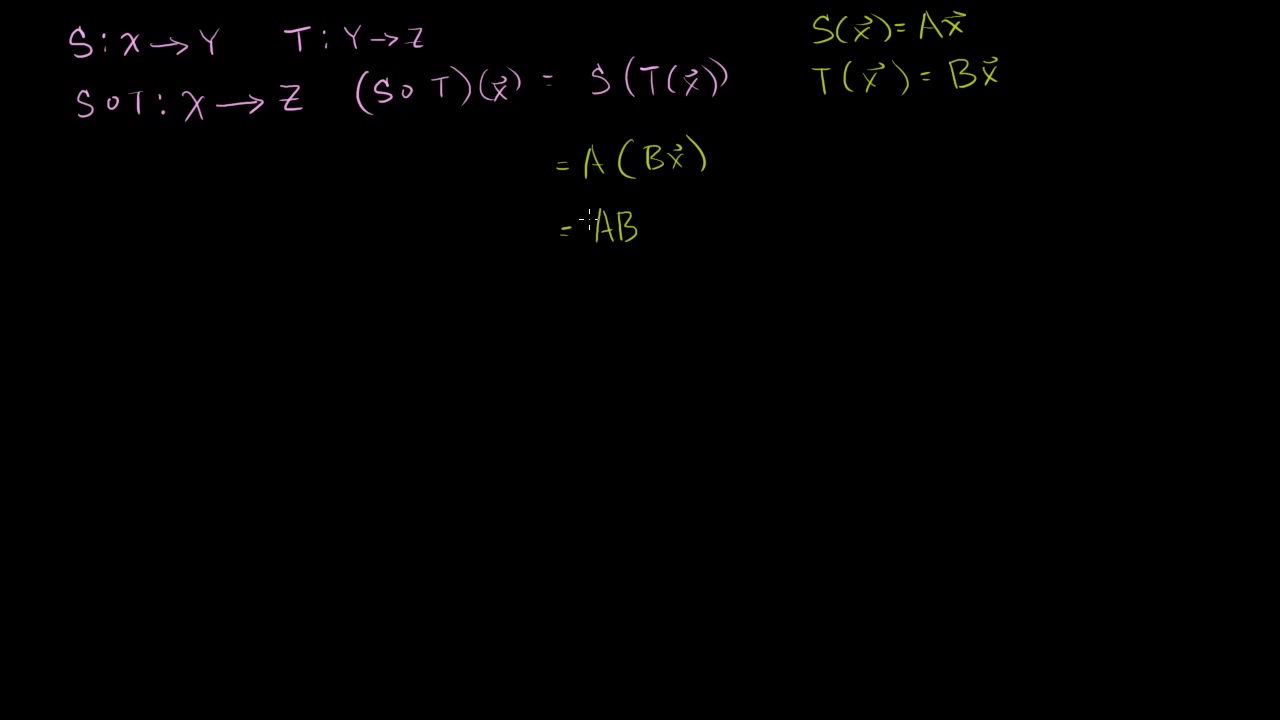 S : X → Y T : Y → Z S(x⃗) = Ax⃗
S ∘ T : X → Z (S ∘ T)(x⃗) = S(T(x⃗)) T(x⃗) = Bx⃗
= A(Bx⃗)
= AB